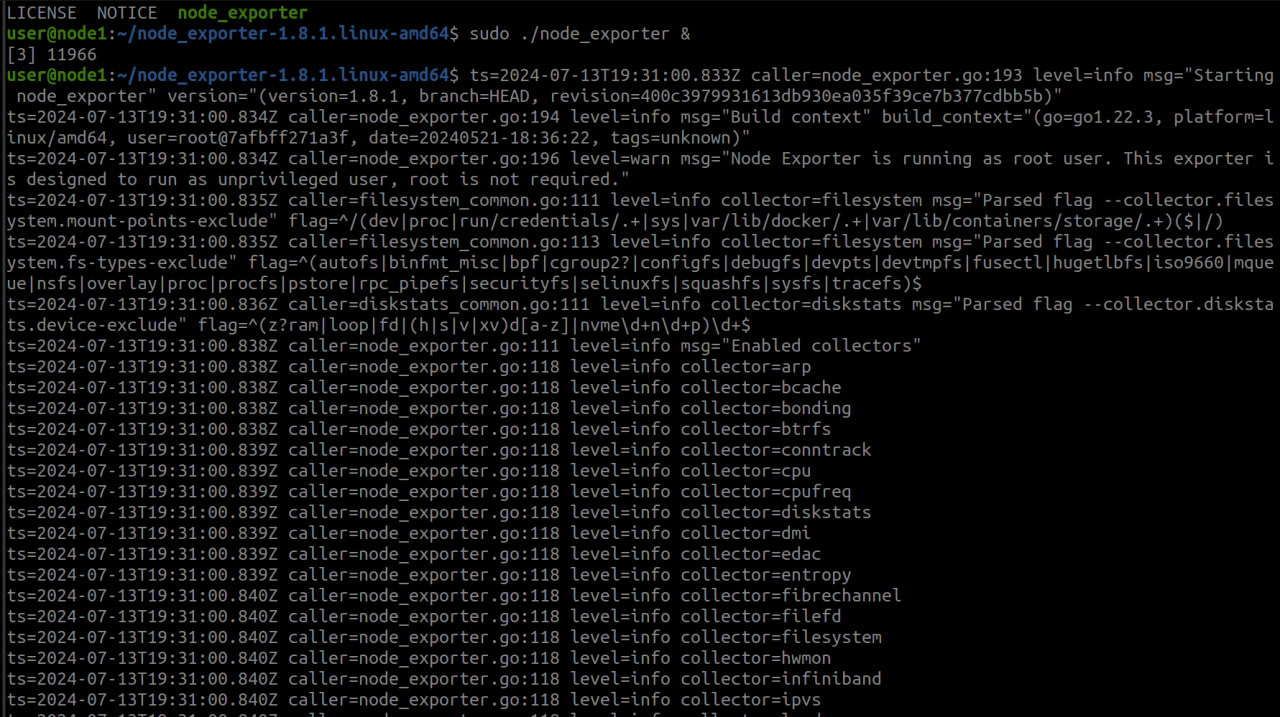 LICENSE  NOTICE  node_exporter
user@node1:~/node_exporter-1.8.1.linux-amd64$ sudo ./node_exporter &
[3] 11966
user@node1:~/node_exporter-1.8.1.linux-amd64$ ts=2024-07-13T19:31:00.833Z caller=node_exporter.go:193 level=info msg="Starting
 node_exporter" version="(version=1.8.1, branch=HEAD, revision=400c3979931613db930ea035f39ce7b377cdbb5b)"
ts=2024-07-13T19:31:00.834Z caller=node_exporter.go:194 level=info msg="Build context" build_context="(go=go1.22.3, platform=l
inux/amd64, user=root@7afbff271a3f, date=20240521-18:36:22, tags=unknown)"
ts=2024-07-13T19:31:00.834Z caller=node_exporter.go:196 level=warn msg="Node Exporter is running as root user. This exporter i
s designed to run as unprivileged user, root is not required."
ts=2024-07-13T19:31:00.835Z caller=filesystem_common.go:111 level=info collector=filesystem msg="Parsed flag --collector.files
ystem.mount-points-exclude" flag=^/(dev|proc|run/credentials/.+|sys|var/lib/docker/.+|var/lib/containers/storage/.+)($|/)
ts=2024-07-13T19:31:00.835Z caller=filesystem_common.go:113 level=info collector=filesystem msg="Parsed flag --collector.files
ystem.fs-types-exclude" flag=^(autofs|binfmt_misc|bpf|cgroup2?|configfs|debugfs|devpts|devtmpfs|fusectl|hugetlbfs|iso9660|mque
ue|nsfs|overlay|proc|procfs|pstore|rpc_pipefs|securityfs|selinuxfs|squashfs|sysfs|tracefs)$
ts=2024-07-13T19:31:00.836Z caller=diskstats_common.go:111 level=info collector=diskstats msg="Parsed flag --collector.disksta
ts.device-exclude" flag=^(z?ram|loop|fd|(h|s|v|xv)d[a-z]|nvme\d+n\d+p)\d+$
ts=2024-07-13T19:31:00.838Z caller=node_exporter.go:111 level=info msg="Enabled collectors"
ts=2024-07-13T19:31:00.838Z caller=node_exporter.go:118 level=info collector=arp
ts=2024-07-13T19:31:00.838Z caller=node_exporter.go:118 level=info collector=bcache
ts=2024-07-13T19:31:00.838Z caller=node_exporter.go:118 level=info collector=bonding
ts=2024-07-13T19:31:00.838Z caller=node_exporter.go:118 level=info collector=btrfs
ts=2024-07-13T19:31:00.839Z caller=node_exporter.go:118 level=info collector=conntrack
ts=2024-07-13T19:31:00.839Z caller=node_exporter.go:118 level=info collector=cpu
ts=2024-07-13T19:31:00.839Z caller=node_exporter.go:118 level=info collector=cpufreq
ts=2024-07-13T19:31:00.839Z caller=node_exporter.go:118 level=info collector=diskstats
ts=2024-07-13T19:31:00.839Z caller=node_exporter.go:118 level=info collector=dmi
ts=2024-07-13T19:31:00.839Z caller=node_exporter.go:118 level=info collector=edac
ts=2024-07-13T19:31:00.839Z caller=node_exporter.go:118 level=info collector=entropy
ts=2024-07-13T19:31:00.840Z caller=node_exporter.go:118 level=info collector=fibrechannel
ts=2024-07-13T19:31:00.840Z caller=node_exporter.go:118 level=info collector=filefd
ts=2024-07-13T19:31:00.840Z caller=node_exporter.go:118 level=info collector=filesystem
ts=2024-07-13T19:31:00.840Z caller=node_exporter.go:118 level=info collector=hwmon
ts=2024-07-13T19:31:00.840Z caller=node_exporter.go:118 level=info collector=infiniband
ts=2024-07-13T19:31:00.840Z caller=node_exporter.go:118 level=info collector=ipvs